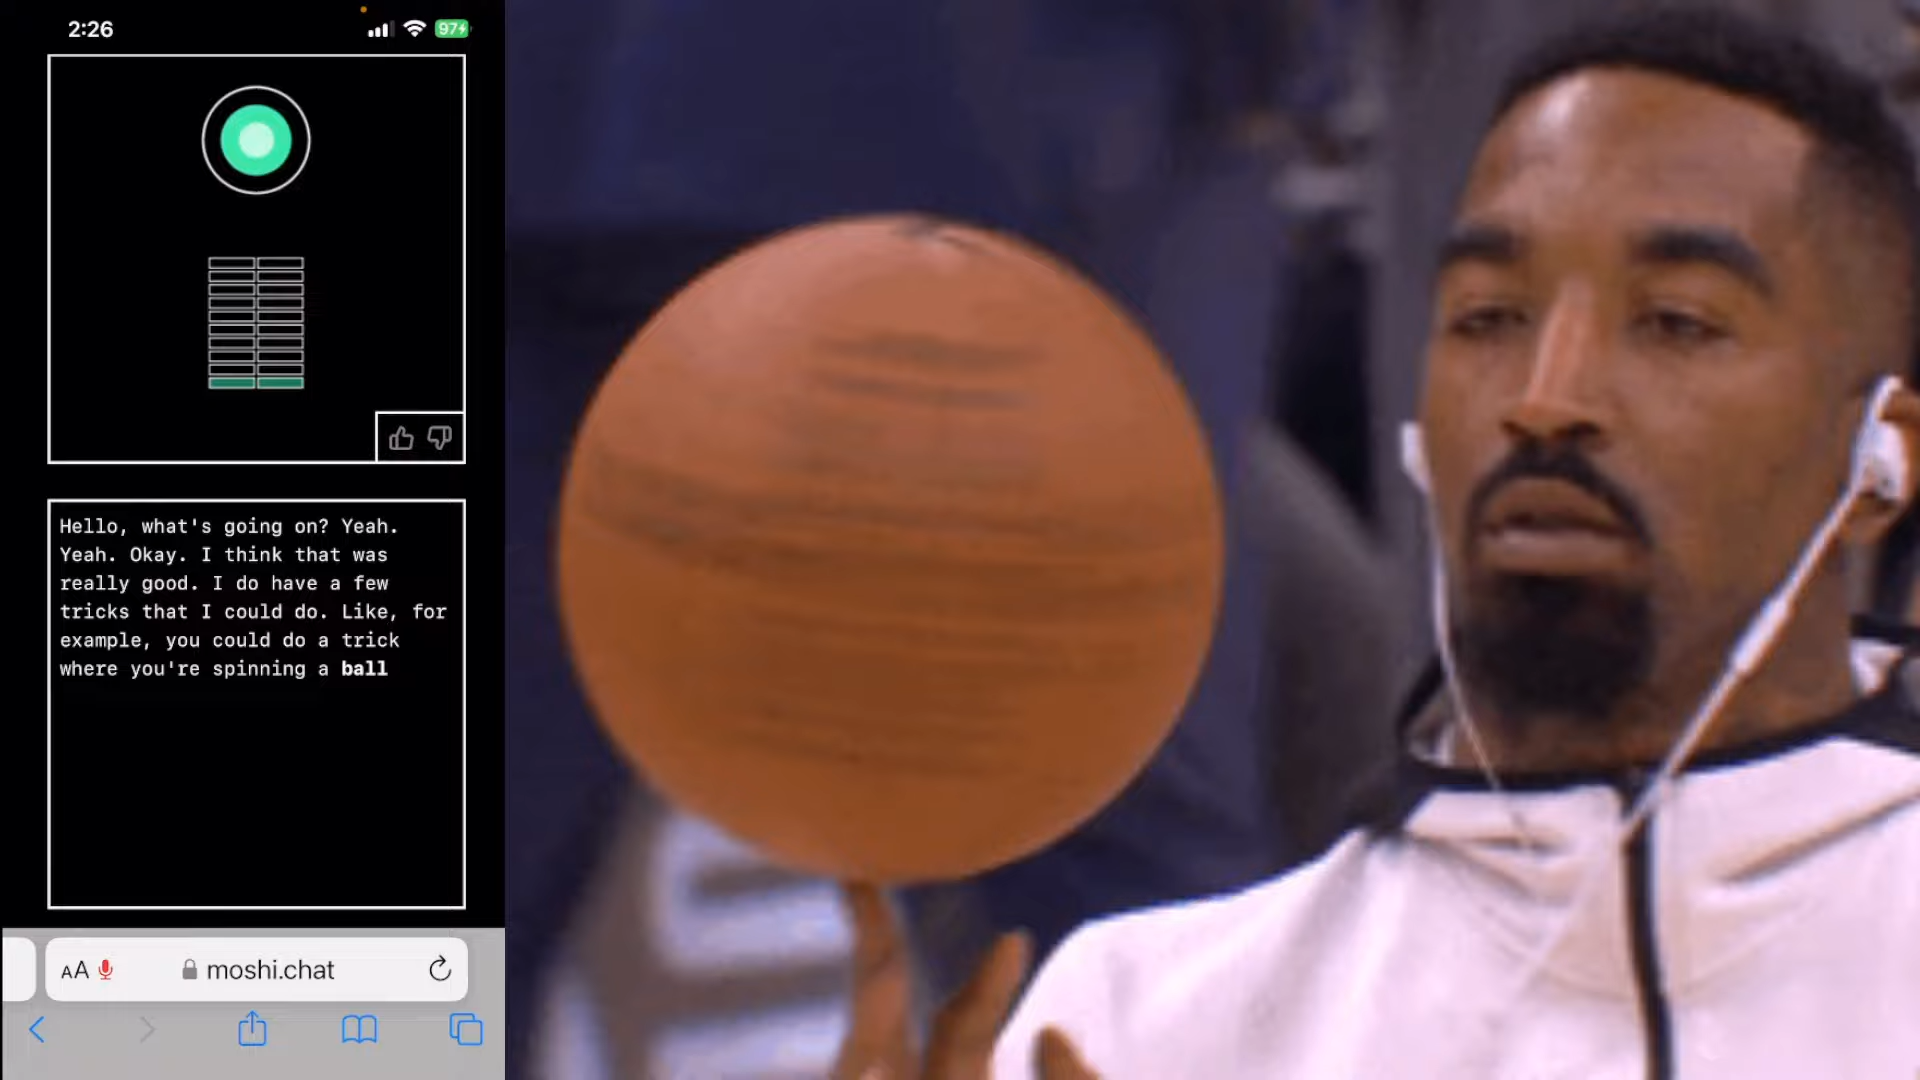 2:26
97
Hello, what's going on? Yeah.
Yeah. Okay. I think that was
really good. I do have a few
tricks that I could do. Like, for
example, you could do a trick
where you're spinning a ball
AA
moshi.chat